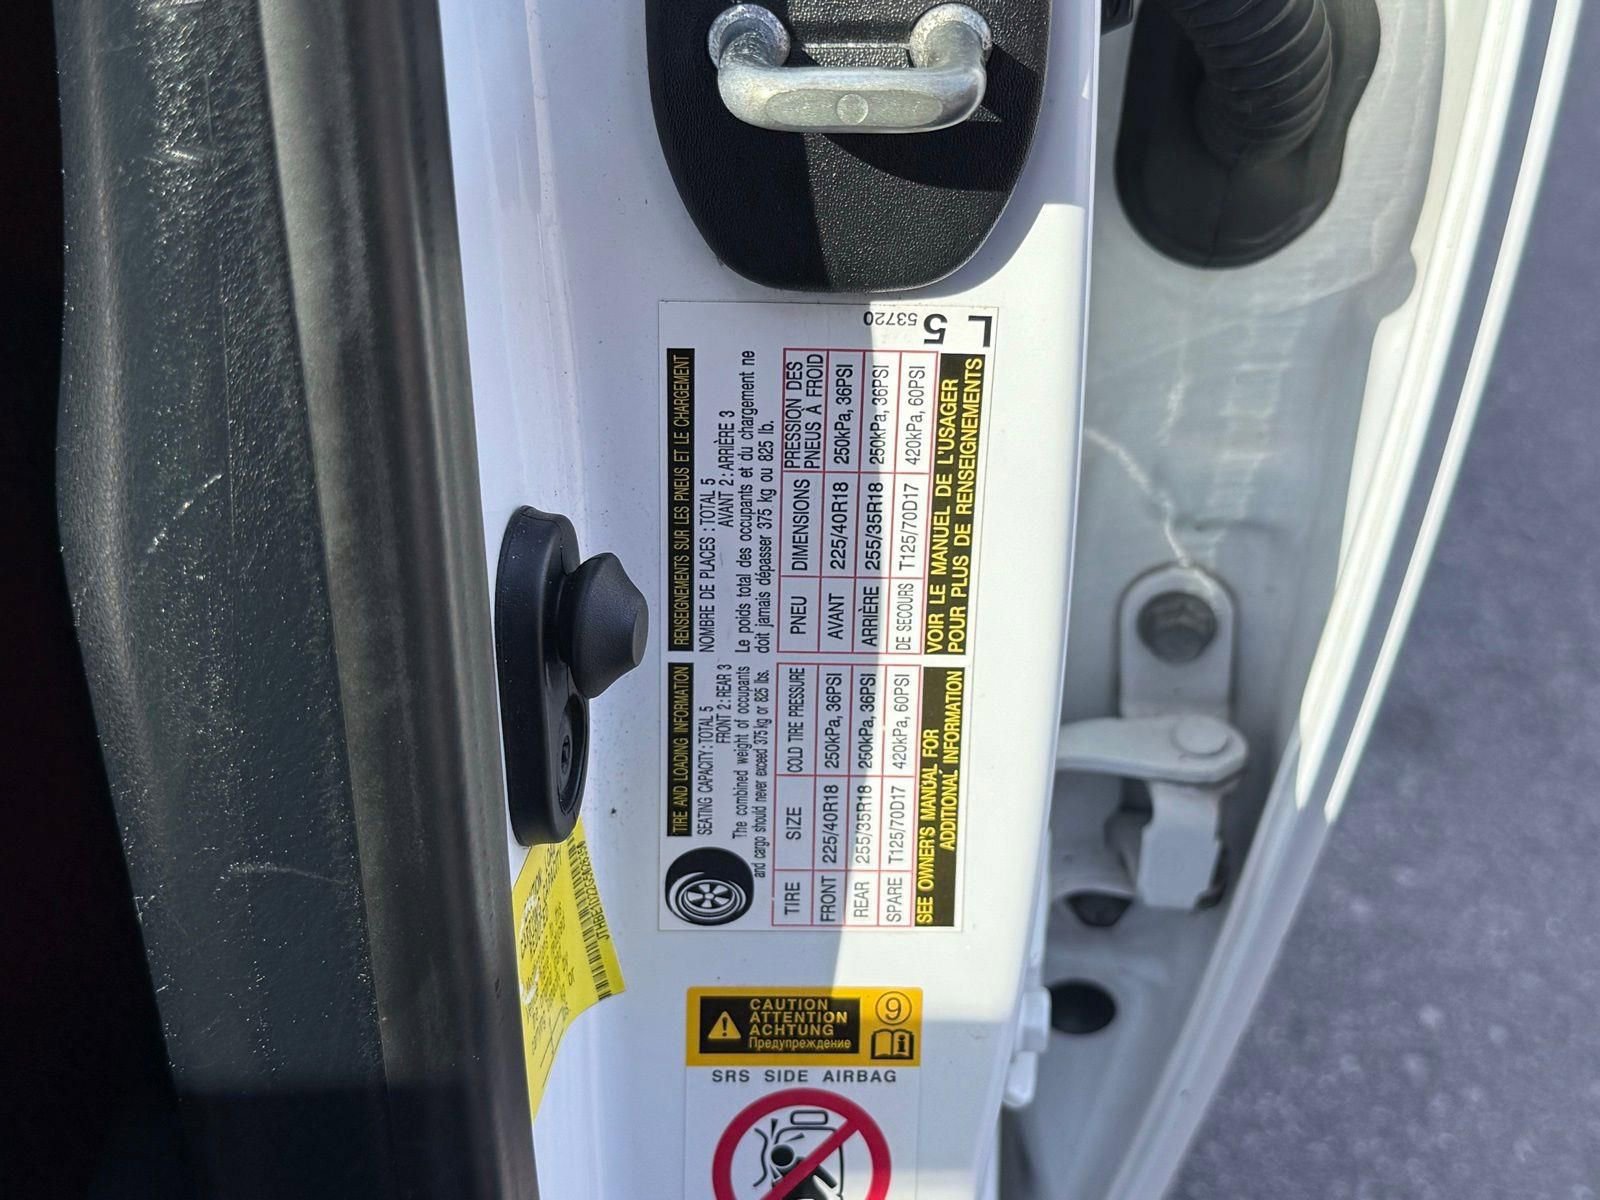 TIRE AND LOADING INFORMATION
SEATING CAPACITY : TOTAL 5
FRONT 2 : REAR 3
The combined weight of occupants
and cargo should never exceed 375 kg or 825 lbs.
TIRE SIZE COLD TIRE PRESSURE
FRONT 225/40R18 250kPa, 36PSI
REAR 255/35R18 250kPa, 36PSI
SPARE T125/70D17 420kPa, 60PSI
SEE OWNER'S MANUAL FOR
ADDITIONAL INFORMATION
RENSEIGNEMENTS SUR LES PNEUS ET LE CHARGEMENT
NOMBRE DE PLACES : TOTAL 5
AVANT 2 : ARRIÈRE 3
Le poids total des occupants et du chargement ne
doit jamais dépasser 375 kg ou 825 lb.
PNEU DIMENSIONS PRESSION DES
PNEUS À FROID
AVANT 225/40R18 250kPa, 36PSI
ARRIÈRE 255/35R18 250kPa, 36PSI
DE SECOURS T125/70D17 420kPa, 60PSI
VOIR LE MANUEL DE L'USAGER
POUR PLUS DE RENSEIGNEMENTS
53720
5
L
CAUTION
ATTENTION
ACHTUNG
Предупреждение
9
i
SRS SIDE AIRBAG
or